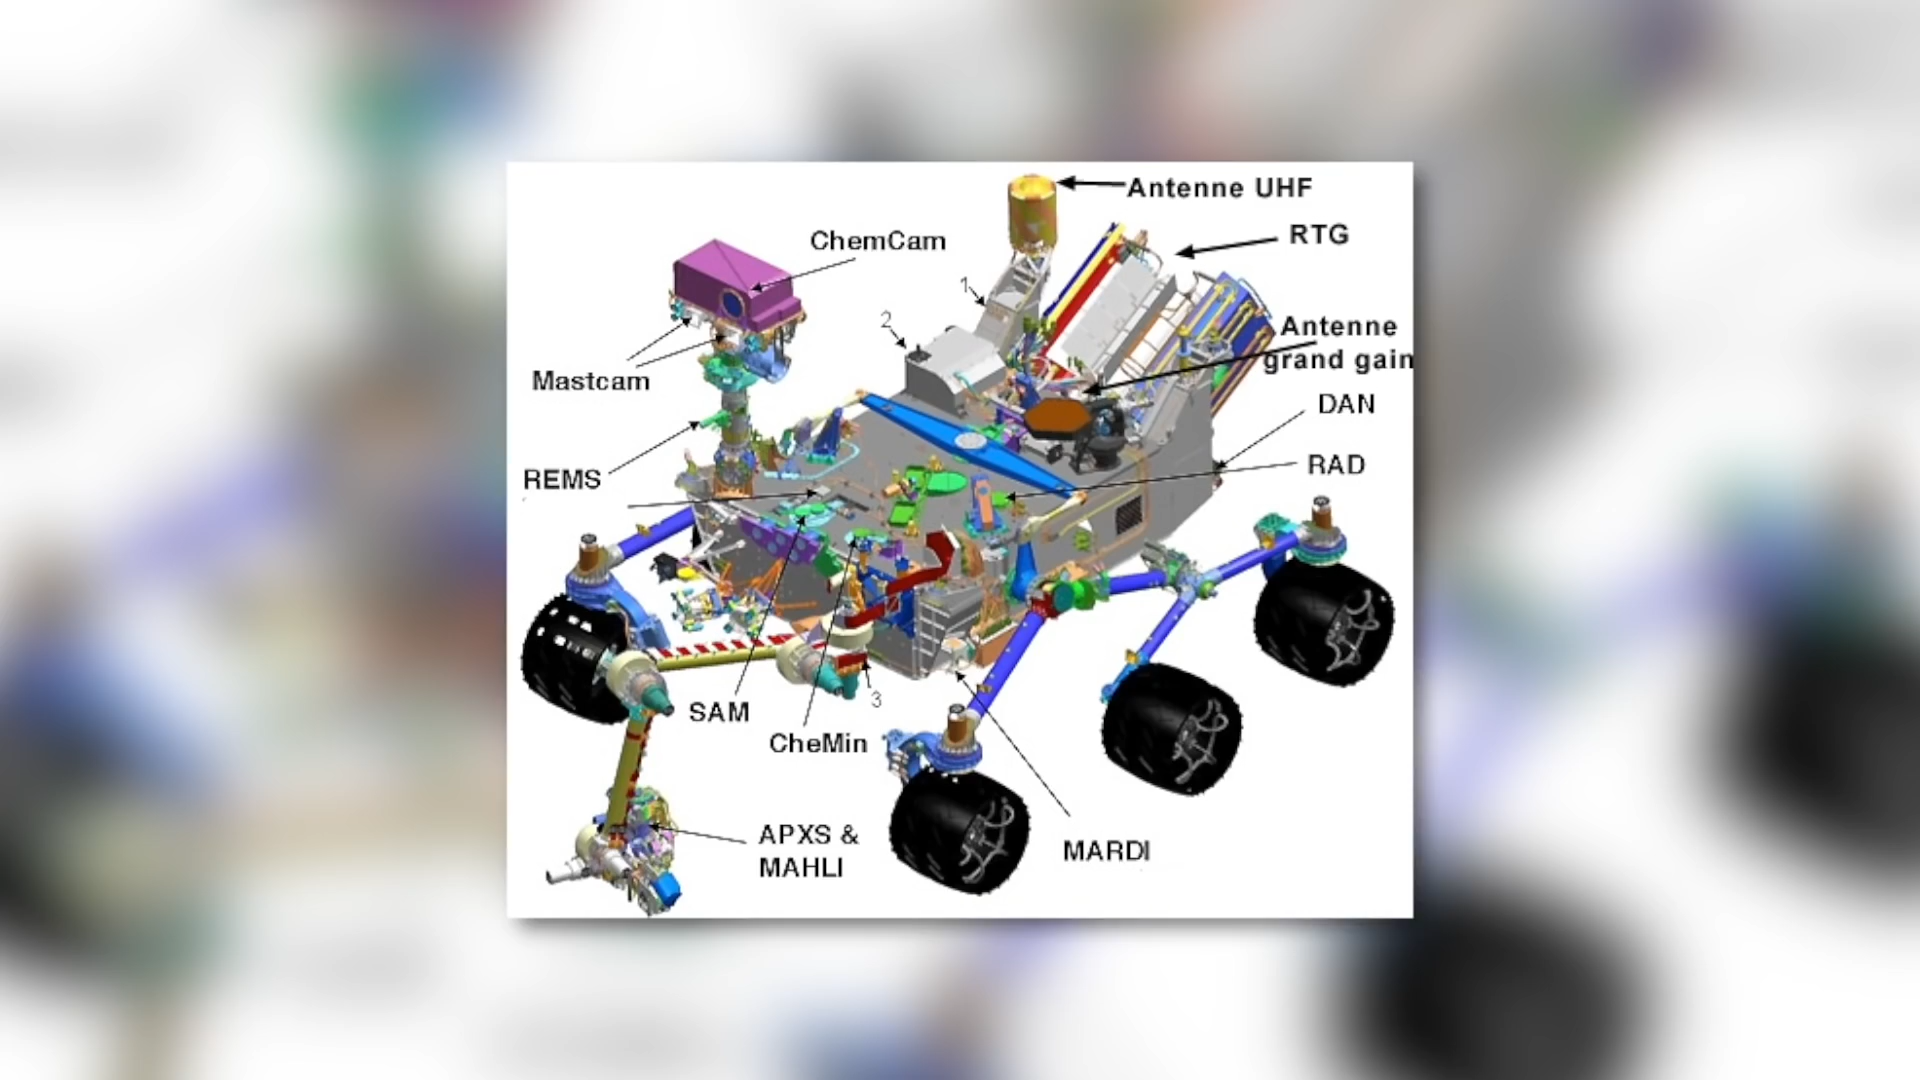 Antenne UHF
RTG
ChemCam
1
2
Antenne
grand gain
Mastcam
DAN
RAD
REMS
SAM
3
CheMin
APXS &
MAHLI
MARDI